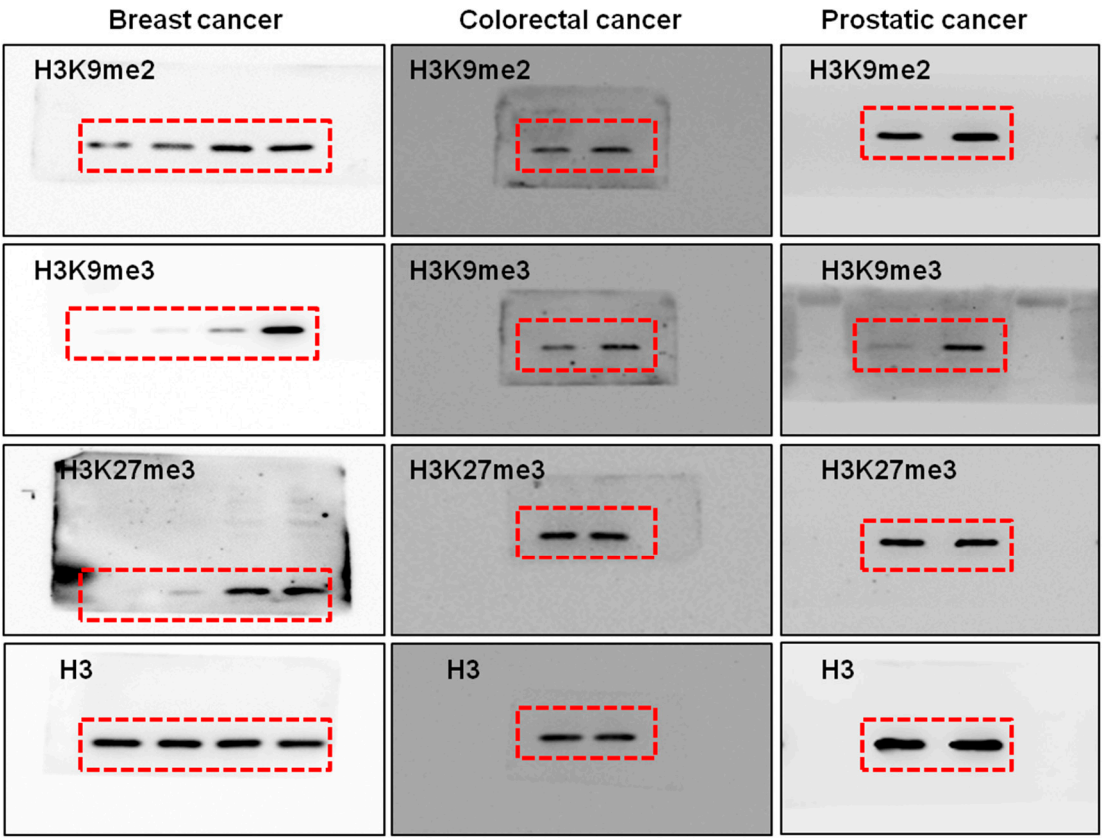 Breast cancer Colorectal cancer Prostatic cancer
H3K9me2 H3K9me2 H3K9me2
H3K9me3 H3K9me3 H3K9me3
H3K27me3 H3K27me3 H3K27me3
H3 H3 H3